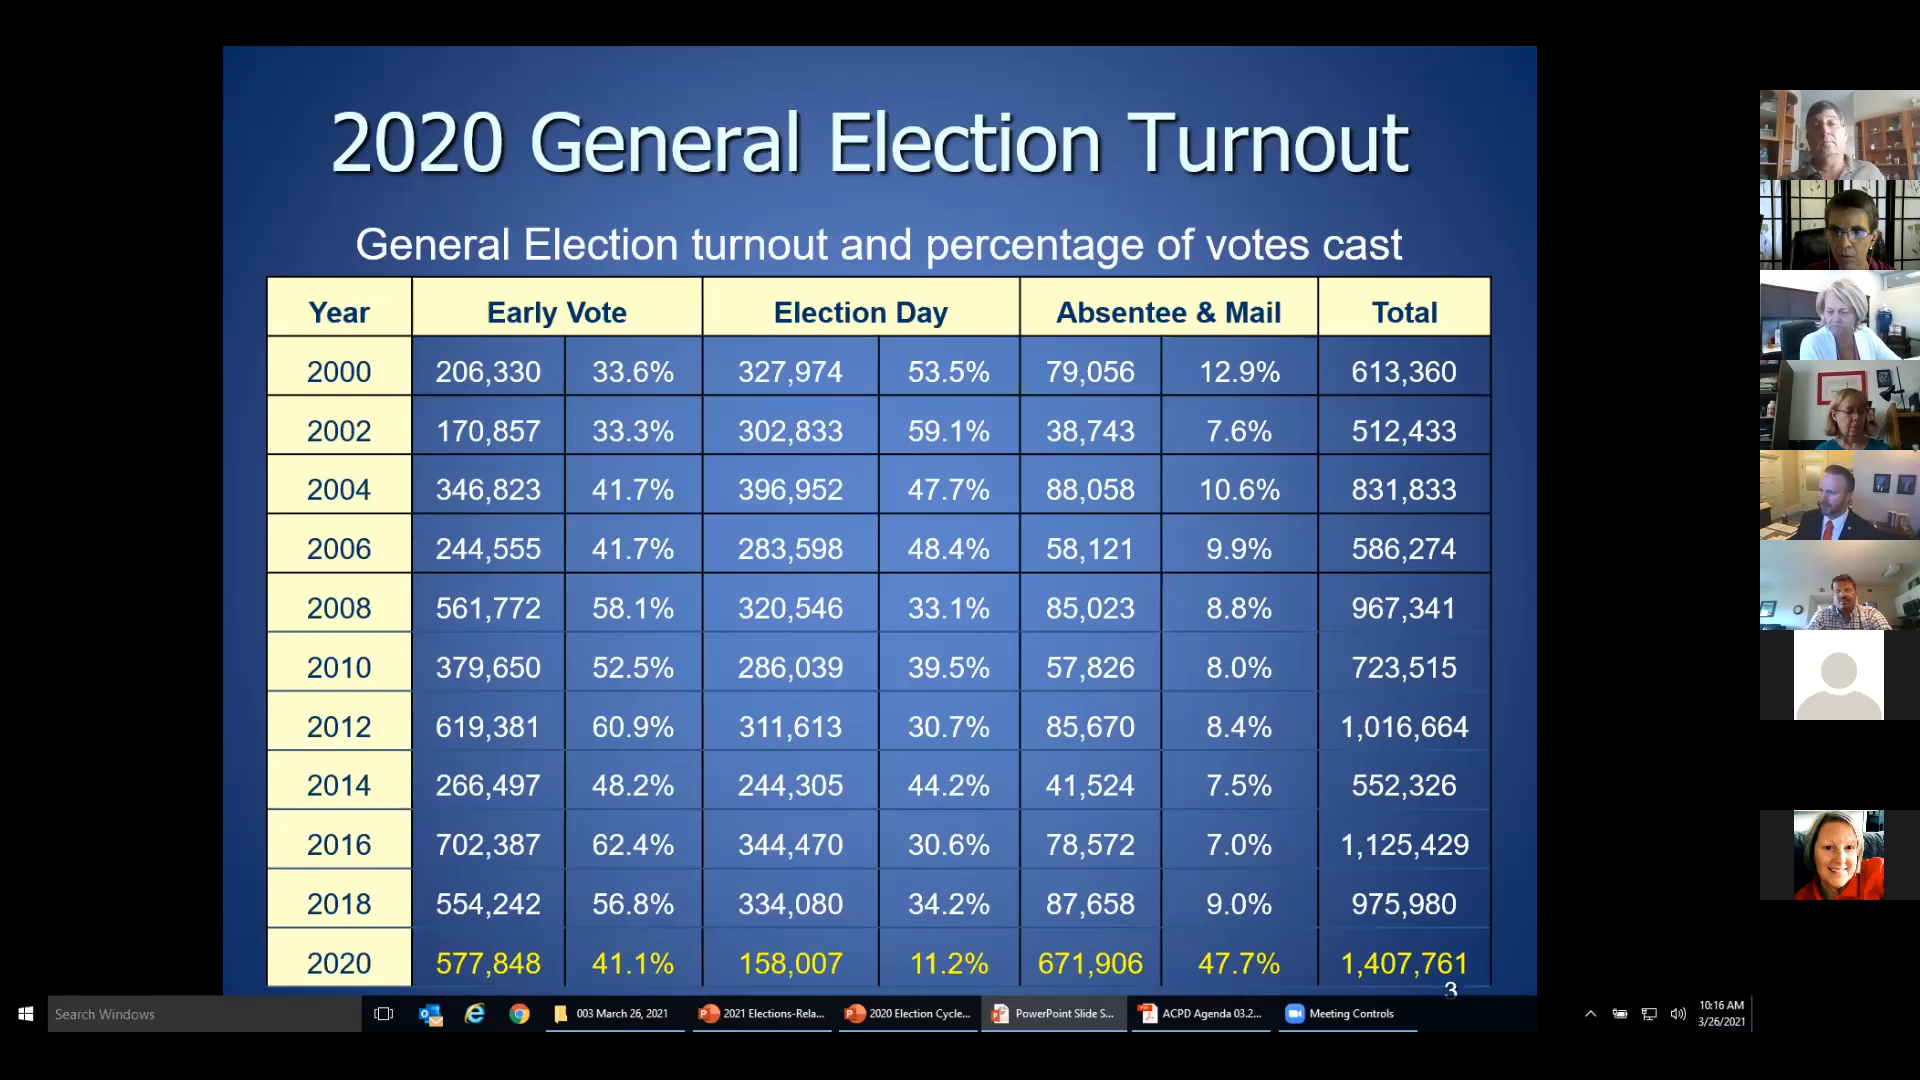 2020 General Election Turnout
General Election turnout and percentage of votes cast
Year Early Vote Election Day Absentee & Mail Total
2000 206,330 33.6% 327,974 53.5% 79,056 12.9% 613,360
2002 170,857 33.3% 302,833 59.1% 38,743 7.6% 512,433
2004 346,823 41.7% 396,952 47.7% 88,058 10.6% 831,833
2006 244,555 41.7% 283,598 48.4% 58,121 9.9% 586,274
2008 561,772 58.1% 320,546 33.1% 85,023 8.8% 967,341
2010 379,650 52.5% 286,039 39.5% 57,826 8.0% 723,515
2012 619,381 60.9% 311,613 30.7% 85,670 8.4% 1,016,664
2014 266,497 48.2% 244,305 44.2% 41,524 7.5% 552,326
2016 702,387 62.4% 344,470 30.6% 78,572 7.0% 1,125,429
2018 554,242 56.8% 334,080 34.2% 87,658 9.0% 975,980
2020 577,848 41.1% 158,007 11.2% 671,906 47.7% 1,407,761
3
Search Windows 003 March 26, 2021 2021 Elections-Rela... 2020 Election Cycle... PowerPoint Slide S... ACPD Agenda 03.2... Meeting Controls 10:16 AM
3/26/2021